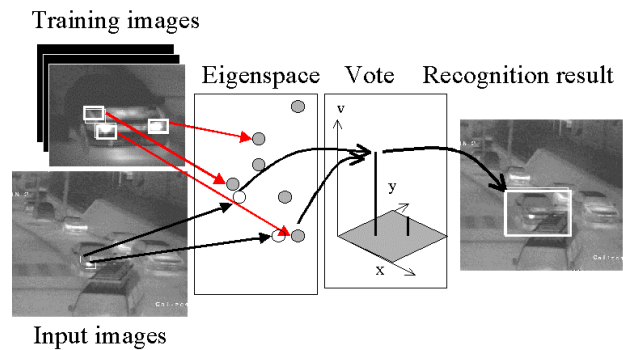 Training images
Eigenspace
Vote
Recognition result
v
y
x
Input images